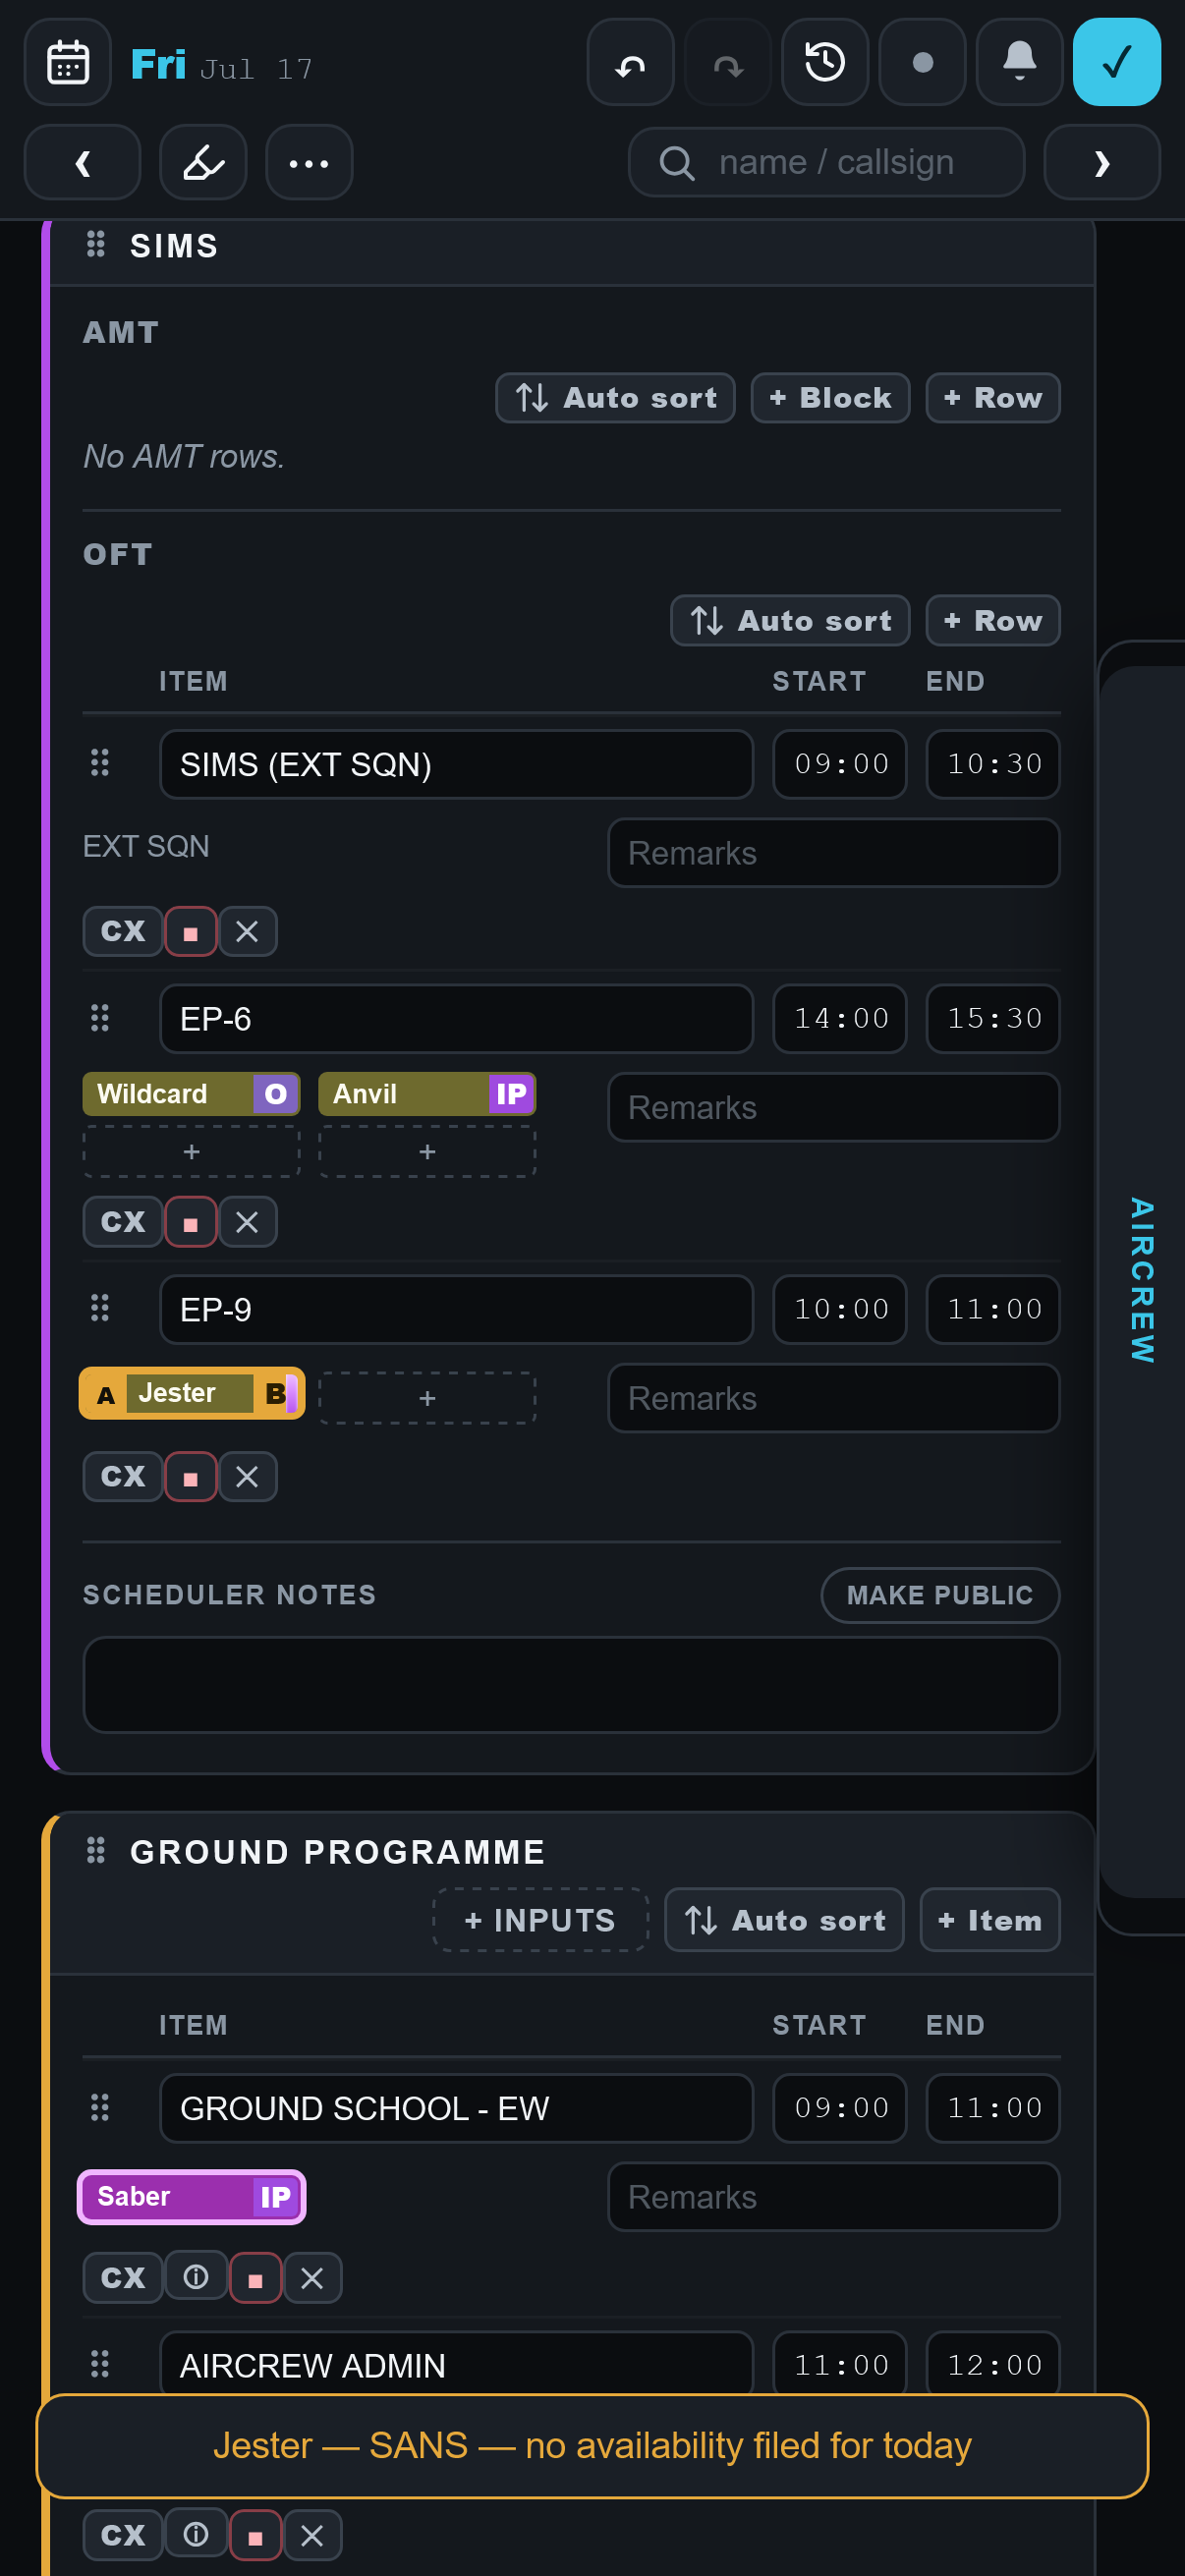 Fri Jul 17
name / callsign
SIMS
AMT
Auto sort + Block + Row
No AMT rows.
OFT
Auto sort + Row
ITEM START END
SIMS (EXT SQN) 09:00 10:30
EXT SQN Remarks
CX
EP-6 14:00 15:30
Wildcard O Anvil IP Remarks
+ +
CX
EP-9 10:00 11:00
A Jester B + Remarks
CX
SCHEDULER NOTES MAKE PUBLIC
AIRCREW
GROUND PROGRAMME
+ INPUTS Auto sort + Item
ITEM START END
GROUND SCHOOL - EW 09:00 11:00
Saber IP Remarks
CX
AIRCREW ADMIN 11:00 12:00
Jester — SANS — no availability filed for today
CX